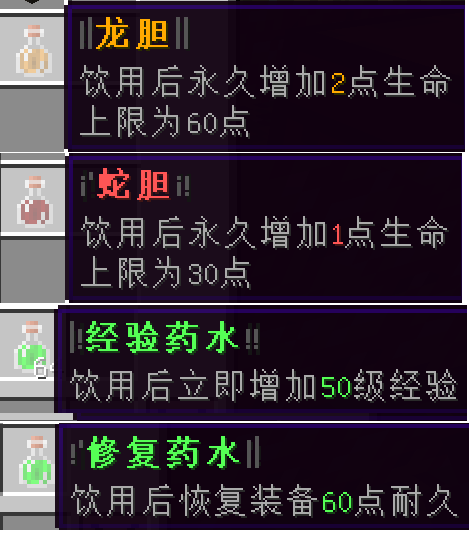 龙胆
饮用后永久增加2点生命
上限为60点
蛇胆
饮用后永久增加1点生命
上限为30点
经验药水
饮用后立即增加50级经验
修复药水
饮用后恢复装备60点耐久